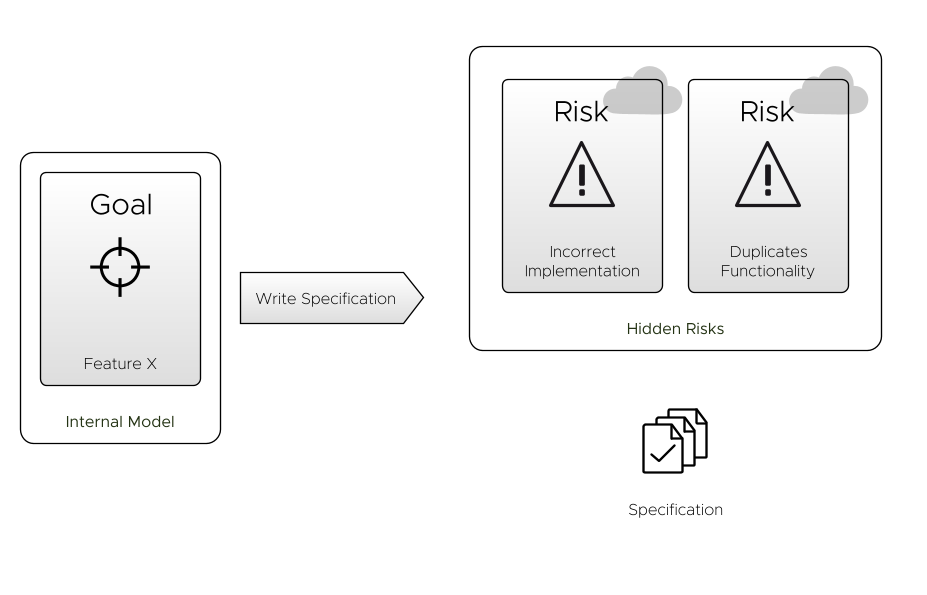 Goal
Feature X
Internal Model
Write Specification
Risk
Incorrect
Implementation
Risk
Duplicates
Functionality
Hidden Risks
Specification